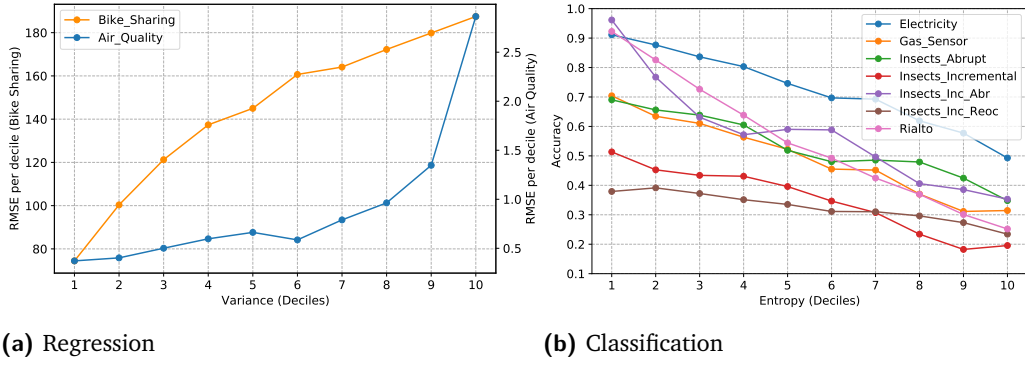 Bike_Sharing
Air_Quality
RMSE per decile (Bike Sharing)
180
160
140
120
100
80
2.5
2.0
1.5
1.0
0.5
RMSE per decile (Air Quality)
1 2 3 4 5 6 7 8 9 10
Variance (Deciles)
(a) Regression
Electricity
Gas_Sensor
Insects_Abrupt
Insects_Incremental
Insects_Inc_Abr
Insects_Inc_Reoc
Rialto
Accuracy
1.0
0.9
0.8
0.7
0.6
0.5
0.4
0.3
0.2
0.1
1 2 3 4 5 6 7 8 9 10
Entropy (Deciles)
(b) Classification